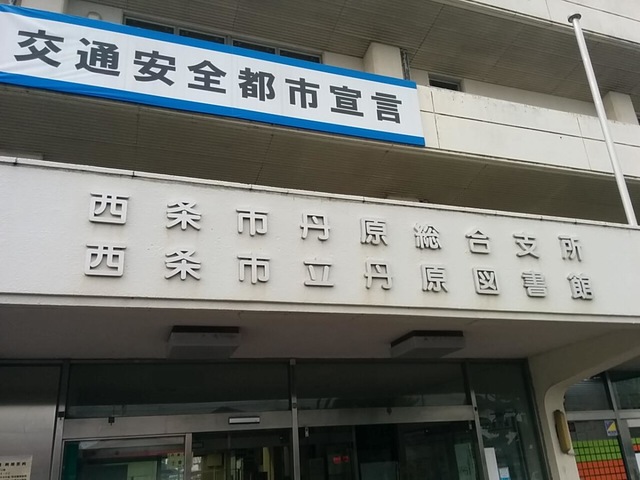 交通安全都市宣言
西条市丹原総合支所
西条市立丹原図書館